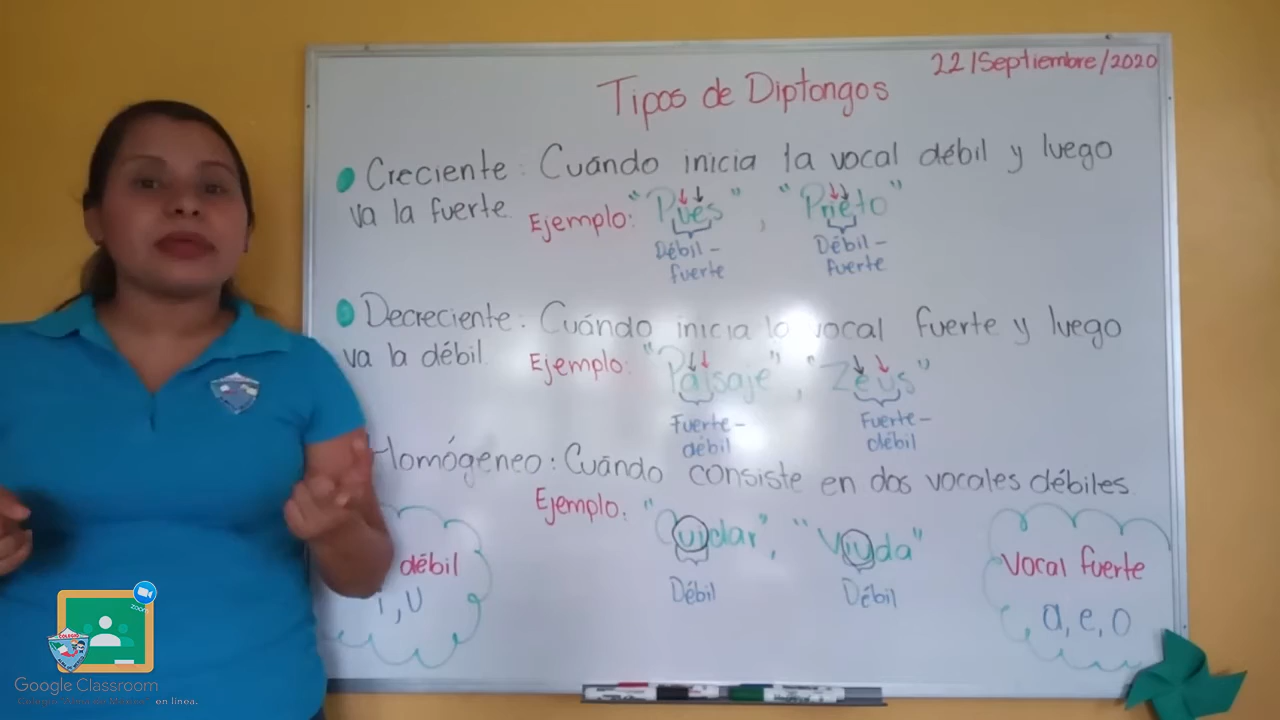 22/Septiembre/2020
Tipos de Diptongos
Creciente: Cuándo inicia la vocal débil y luego
va la fuerte. Ejemplo: "Pues", "Prieto"
Débil - Débil -
fuerte fuerte
Decreciente: Cuándo inicia la vocal fuerte y luego
va la débil. Ejemplo: "Paisaje", "Zeus"
Fuerte - Fuerte -
débil débil
Homógeneo: Cuándo consiste en dos vocales débiles.
Ejemplo: "Cuidar", "Viuda"
Débil Débil
débil
i, u
Vocal fuerte
a, e, o
zoom
COLEGIO
Google Classroom
en línea.